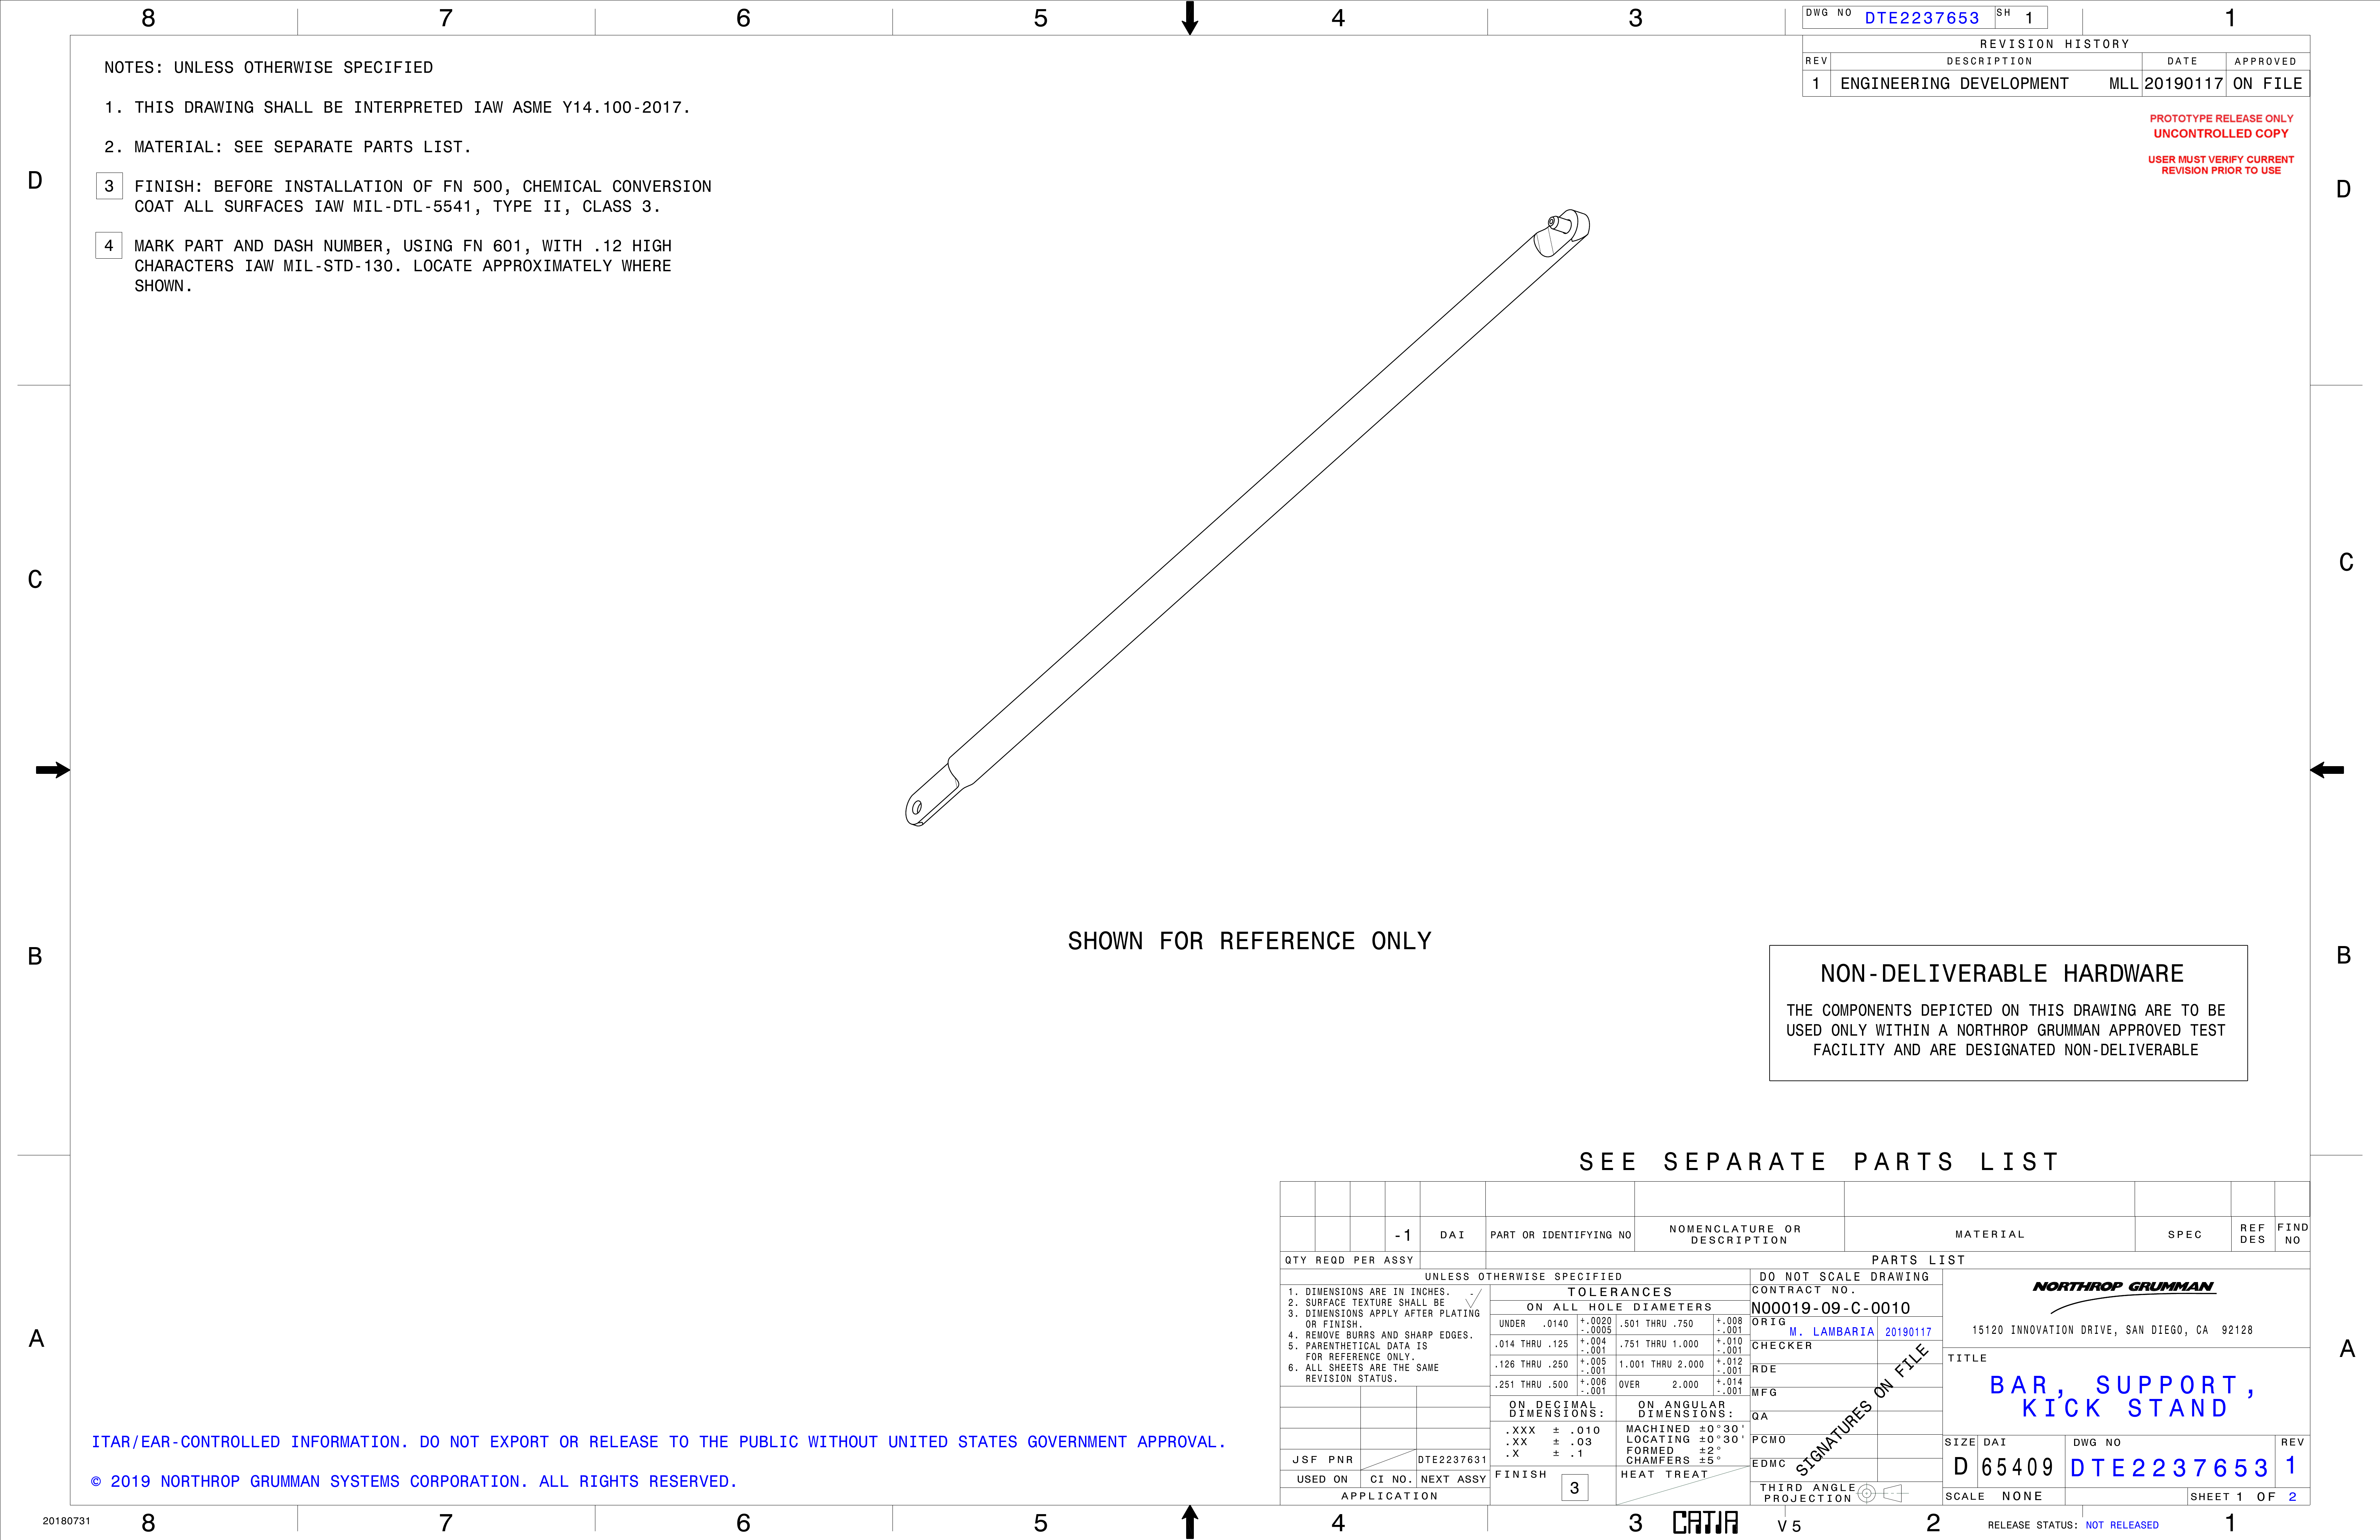 8 7 6 5 4 3 1
DWG NO DTE2237653 SH 1
REVISION HISTORY
REV DESCRIPTION DATE APPROVED
1 ENGINEERING DEVELOPMENT MLL 20190117 ON FILE
PROTOTYPE RELEASE ONLY
UNCONTROLLED COPY
USER MUST VERIFY CURRENT
REVISION PRIOR TO USE
NOTES: UNLESS OTHERWISE SPECIFIED
1. THIS DRAWING SHALL BE INTERPRETED IAW ASME Y14.100-2017.
2. MATERIAL: SEE SEPARATE PARTS LIST.
3 FINISH: BEFORE INSTALLATION OF FN 500, CHEMICAL CONVERSION
COAT ALL SURFACES IAW MIL-DTL-5541, TYPE II, CLASS 3.
4 MARK PART AND DASH NUMBER, USING FN 601, WITH .12 HIGH
CHARACTERS IAW MIL-STD-130. LOCATE APPROXIMATELY WHERE
SHOWN.
D D
C C
B B
SHOWN FOR REFERENCE ONLY
NON-DELIVERABLE HARDWARE
THE COMPONENTS DEPICTED ON THIS DRAWING ARE TO BE
USED ONLY WITHIN A NORTHROP GRUMMAN APPROVED TEST
FACILITY AND ARE DESIGNATED NON-DELIVERABLE
SEE SEPARATE PARTS LIST
-1 DAI PART OR IDENTIFYING NO NOMENCLATURE OR DESCRIPTION MATERIAL SPEC REF DES FIND NO
QTY REQD PER ASSY PARTS LIST
UNLESS OTHERWISE SPECIFIED
1. DIMENSIONS ARE IN INCHES.
2. SURFACE TEXTURE SHALL BE -
3. DIMENSIONS APPLY AFTER PLATING
OR FINISH.
4. REMOVE BURRS AND SHARP EDGES.
5. PARENTHETICAL DATA IS
FOR REFERENCE ONLY.
6. ALL SHEETS ARE THE SAME
REVISION STATUS.
TOLERANCES
ON ALL HOLE DIAMETERS
UNDER .0140 +.0020 -.0005 .501 THRU .750 +.008 -.001
.014 THRU .125 +.004 -.001 .751 THRU 1.000 +.010 -.001
.126 THRU .250 +.005 -.001 1.001 THRU 2.000 +.012 -.001
.251 THRU .500 +.006 -.001 OVER 2.000 +.014 -.001
ON DECIMAL DIMENSIONS: ON ANGULAR DIMENSIONS:
.XXX ± .010 MACHINED ±0°30'
.XX ± .03 LOCATING ±0°30'
.X ± .1 FORMED ±2°
CHAMFERS ±5°
FINISH 3 HEAT TREAT
JSF PNR DTE2237631
USED ON CI NO. NEXT ASSY
APPLICATION
DO NOT SCALE DRAWING
CONTRACT NO.
N00019-09-C-0010
ORIG M. LAMBARIA 20190117
CHECKER
RDE
MFG
QA
PCMO
EDMC
SIGNATURES ON FILE
THIRD ANGLE
PROJECTION
NORTHROP GRUMMAN
15120 INNOVATION DRIVE, SAN DIEGO, CA 92128
TITLE
BAR, SUPPORT,
KICK STAND
SIZE DAI DWG NO REV
D 65409 DTE2237653 1
SCALE NONE SHEET 1 OF 2
A A
ITAR/EAR-CONTROLLED INFORMATION. DO NOT EXPORT OR RELEASE TO THE PUBLIC WITHOUT UNITED STATES GOVERNMENT APPROVAL.
© 2019 NORTHROP GRUMMAN SYSTEMS CORPORATION. ALL RIGHTS RESERVED.
20180731 8 7 6 5 4 3 CATIA V5 2 RELEASE STATUS: NOT RELEASED 1